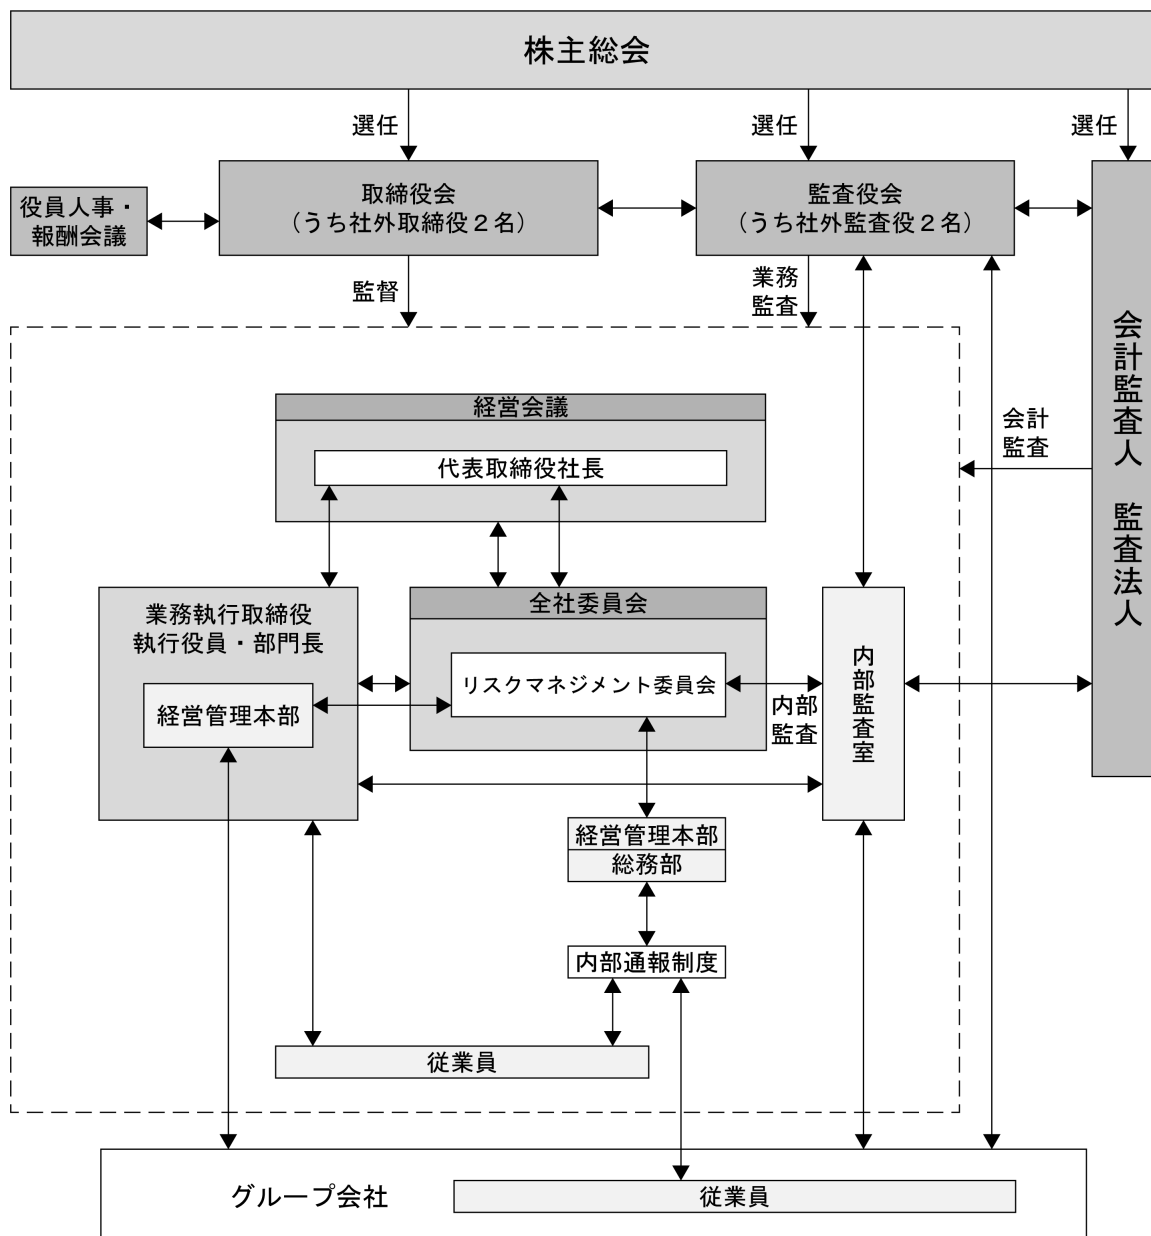 株主総会
選任
選任
選任
役員人事・
報酬会議
取締役会
（うち社外取締役２名）
監査役会
（うち社外監査役２名）
監督
業務
監査
会計監査人　監査法人
経営会議
代表取締役社長
会計
監査
業務執行取締役
執行役員・部門長
経営管理本部
全社委員会
リスクマネジメント委員会
内部
監査
内部監査室
経営管理本部
総務部
内部通報制度
従業員
グループ会社
従業員